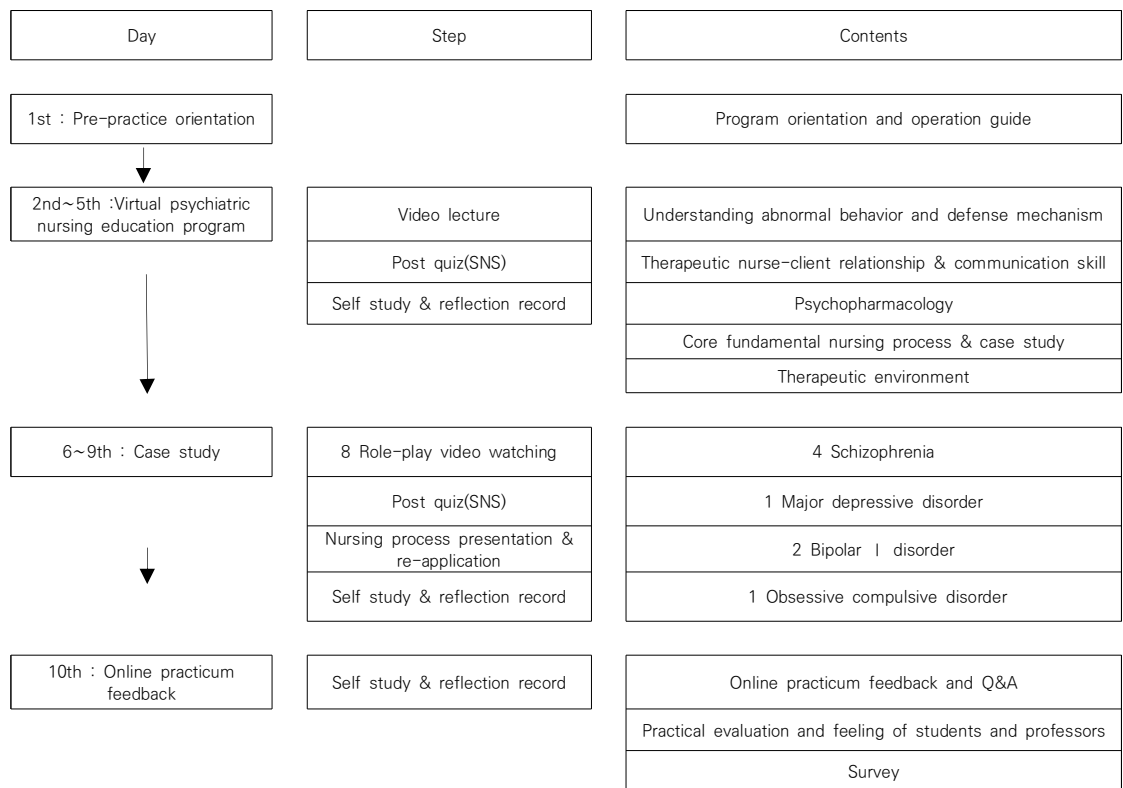 Day
Step
Contents
1st : Pre-practice orientation
Program orientation and operation guide
2nd~5th :Virtual psychiatric
nursing education program
Video lecture
Post quiz(SNS)
Self study & reflection record
Understanding abnormal behavior and defense mechanism
Therapeutic nurse-client relationship & communication skill
Psychopharmacology
Core fundamental nursing process & case study
Therapeutic environment
6~9th : Case study
8 Role-play video watching
Post quiz(SNS)
Nursing process presentation &
re-application
Self study & reflection record
4 Schizophrenia
1 Major depressive disorder
2 Bipolar Ⅰ disorder
1 Obsessive compulsive disorder
10th : Online practicum
feedback
Self study & reflection record
Online practicum feedback and Q&A
Practical evaluation and feeling of students and professors
Survey